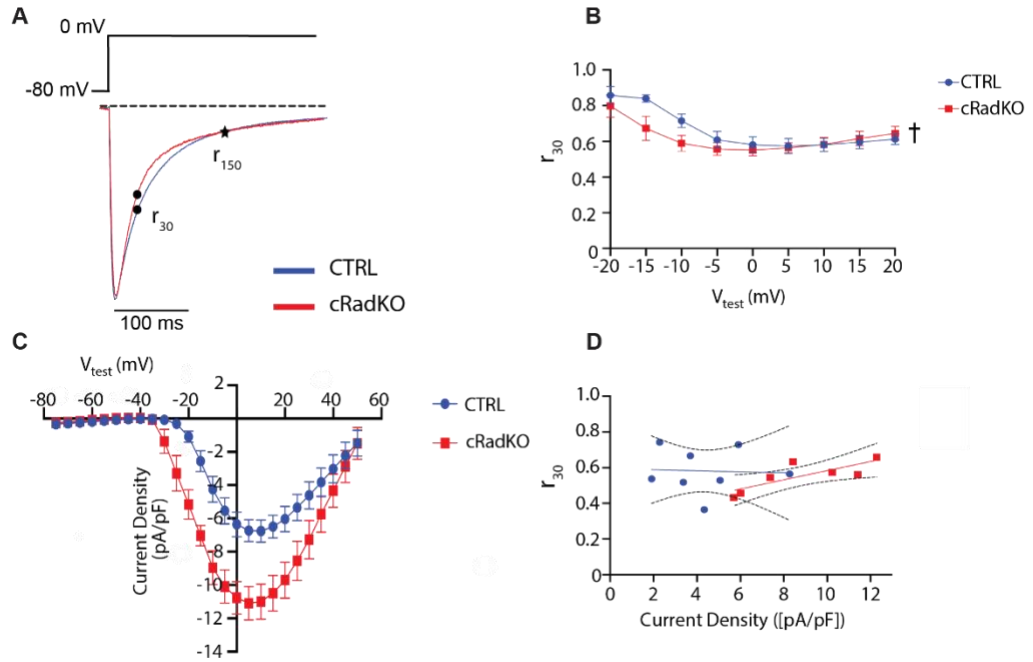 A
0 mV
-80 mV
r150
r30
CTRL
cRadKO
100 ms
B
1.0
0.8
0.6
0.4
0.2
0
r30
-20 -15 -10 -5 0 5 10 15 20
Vtest (mV)
CTRL
cRadKO
†
C
Vtest (mV)
-80 -60 -40 -20 20 40 60
2
-2
-4
-6
-8
-10
-12
-14
Current Density
(pA/pF)
CTRL
cRadKO
D
1.0
0.8
0.6
0.4
0.2
0
r30
0 2 4 6 8 10 12
Current Density ([pA/pF])